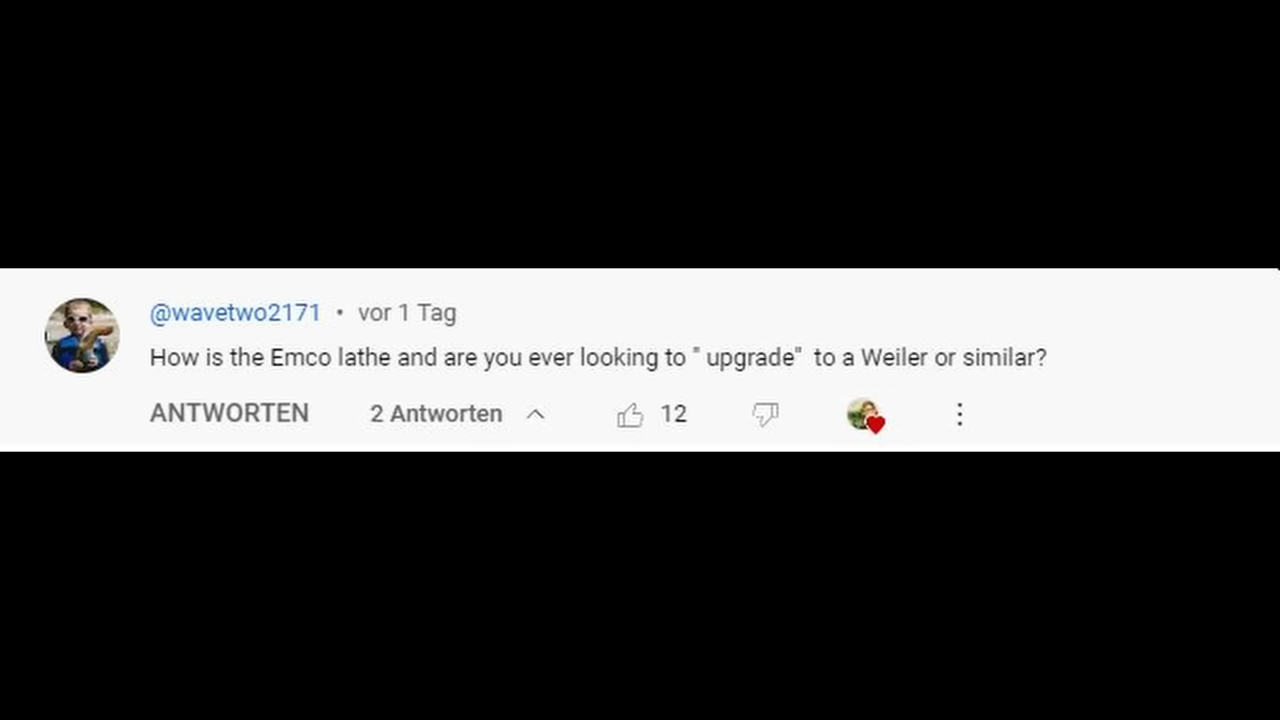 @wavetwo2171 • vor 1 Tag
How is the Emco lathe and are you ever looking to " upgrade"  to a Weiler or similar?
ANTWORTEN 2 Antworten 12